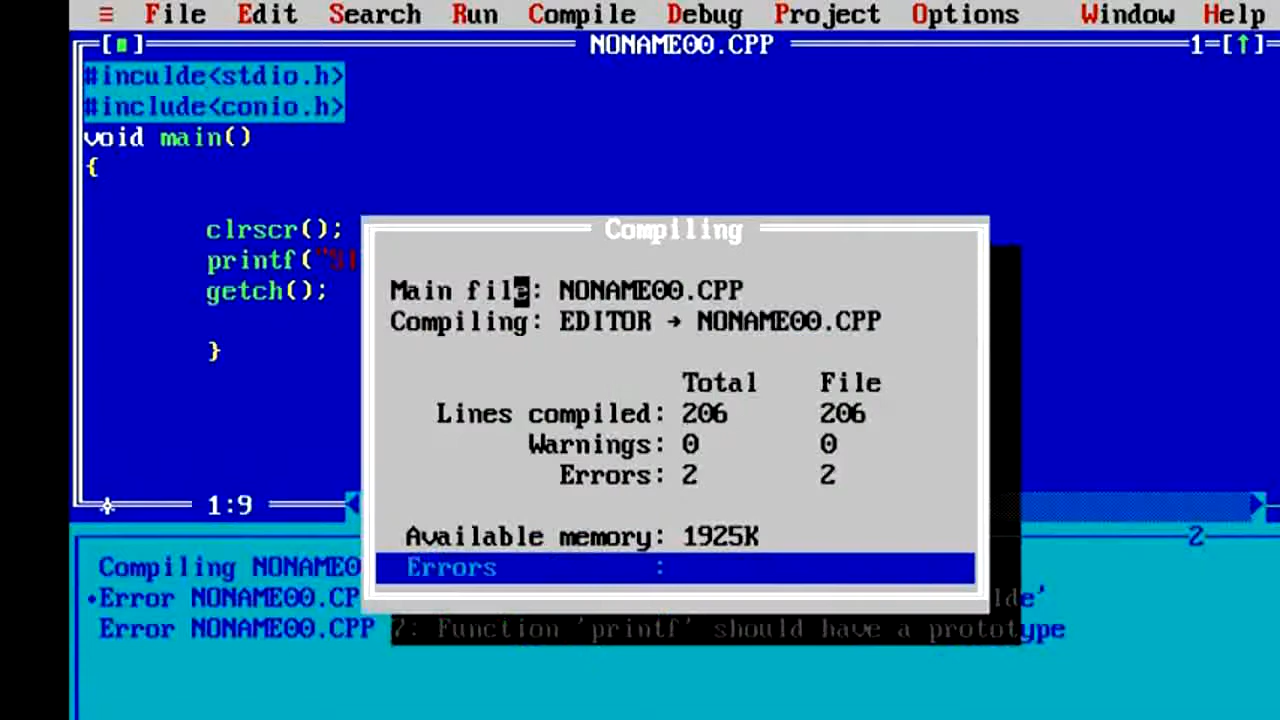 ≡ File Edit Search Run Compile Debug Project Options Window Help
[■] NONAME00.CPP 1=[↑]
#inculde<stdio.h>
#include<conio.h>
void main()
{
clrscr();
printf("
getch();
}
1:9
Compiling
Main file: NONAME00.CPP
Compiling: EDITOR → NONAME00.CPP
Total File
Lines compiled: 206 206
Warnings: 0 0
Errors: 2 2
Available memory: 1925K
Errors :
2
Compiling NONAME0
•Error NONAME00.CP lde'
Error NONAME00.CPP 7: Function 'printf' should have a prototype